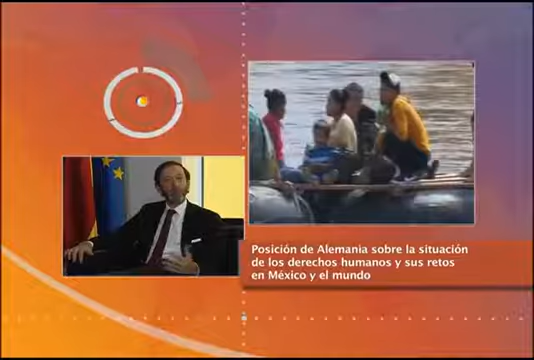 Posición de Alemania sobre la situación
de los derechos humanos y sus retos
en México y el mundo